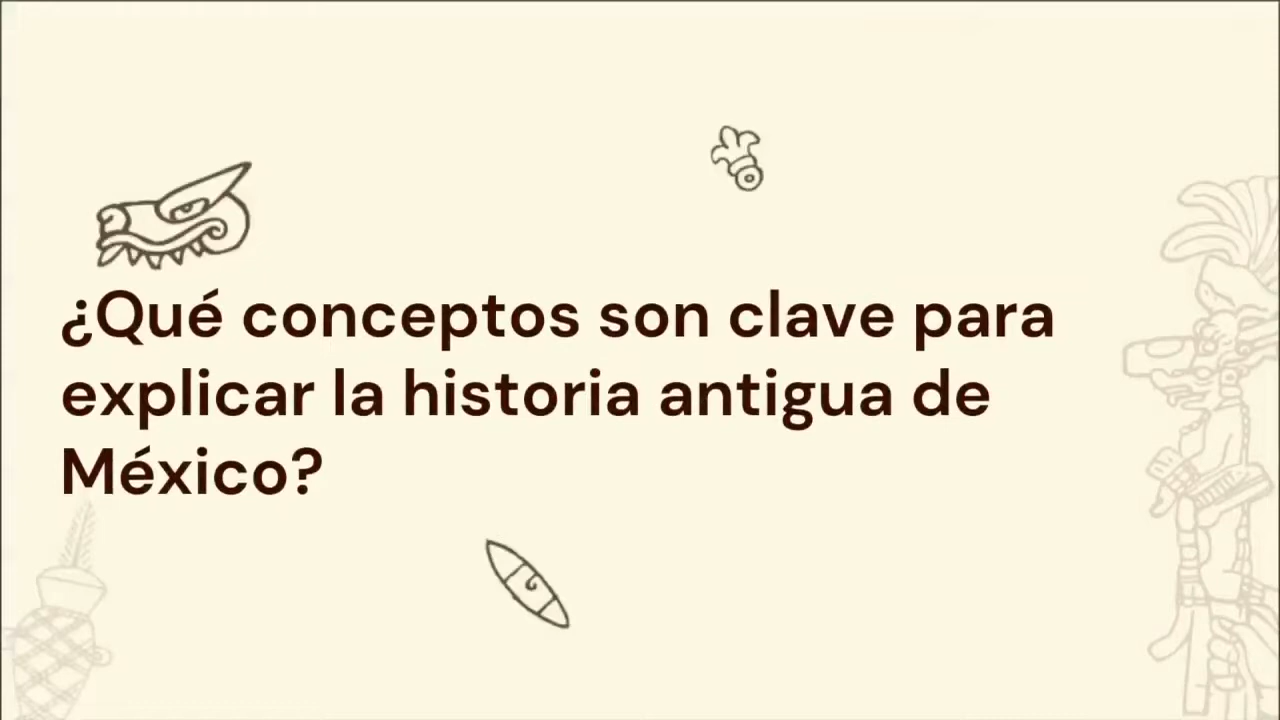 ¿Qué conceptos son clave para
explicar la historia antigua de
México?